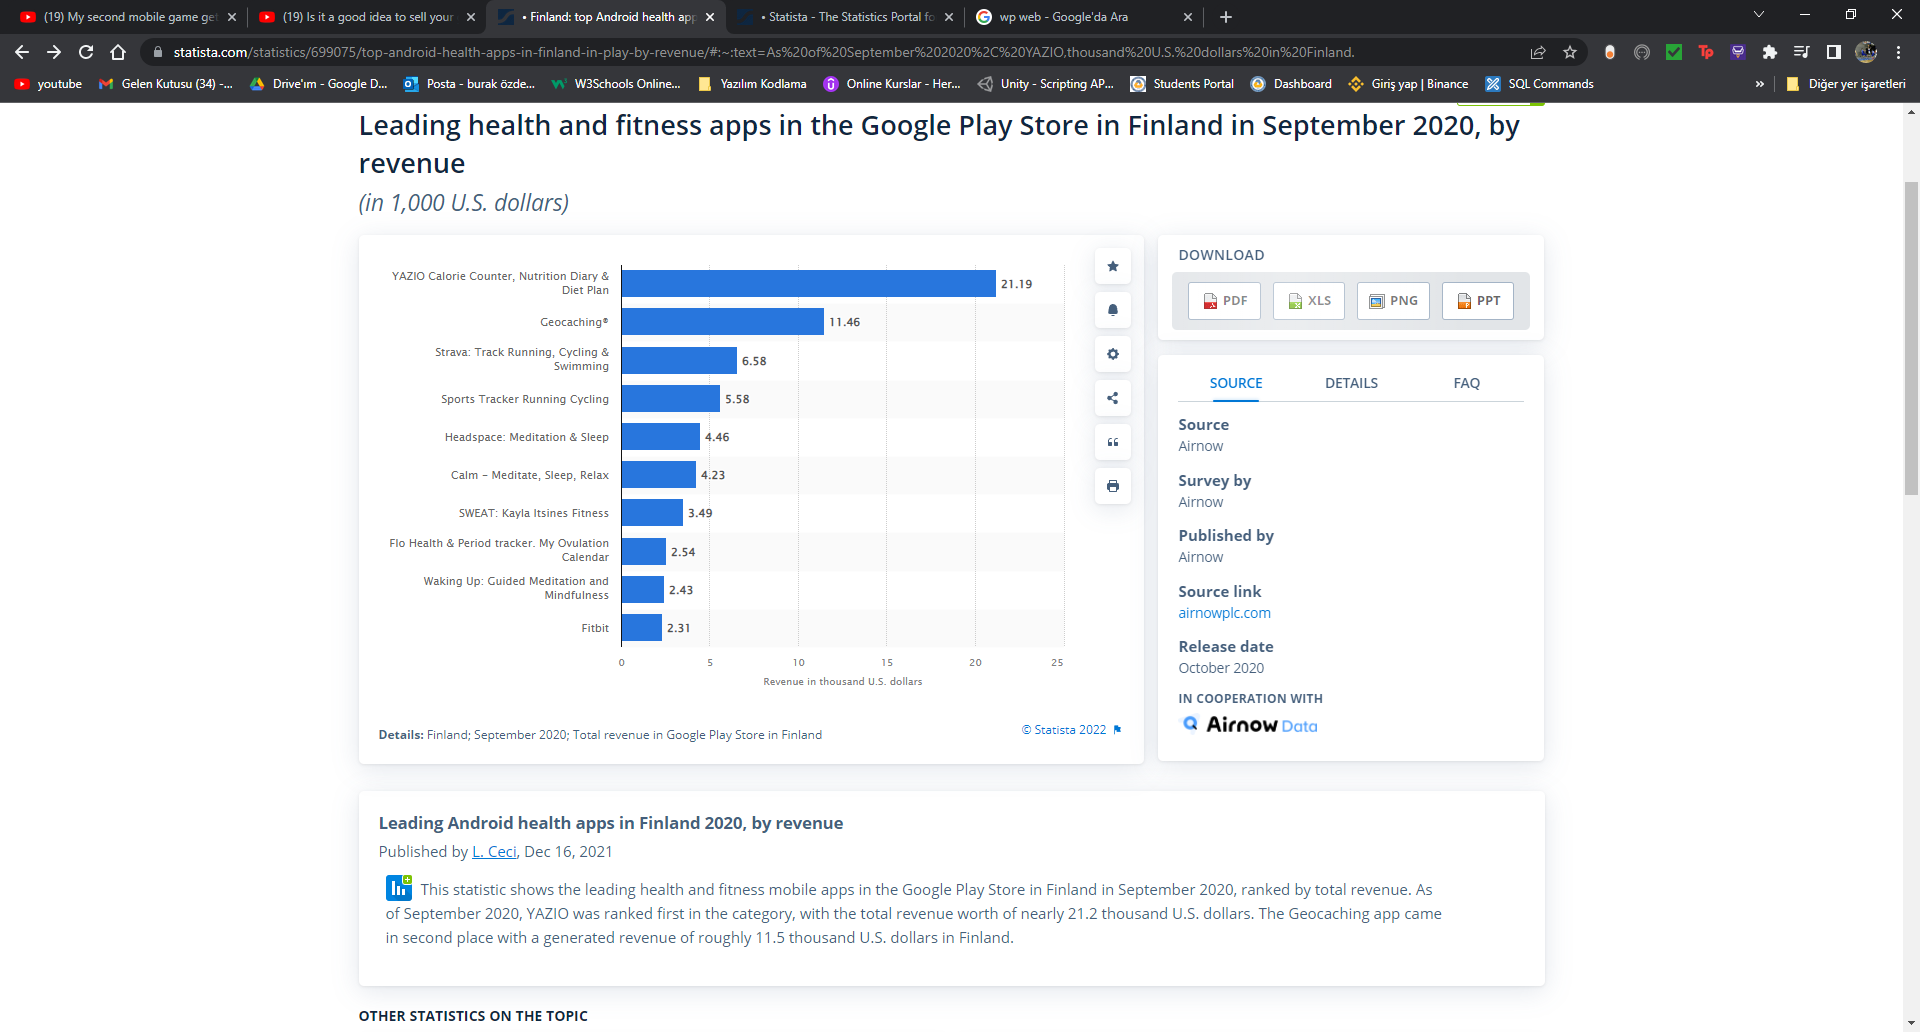 (19) My second mobile game get
(19) Is it a good idea to sell your
• Finland: top Android health app
• Statista - The Statistics Portal fo
wp web - Google'da Ara
statista.com/statistics/699075/top-android-health-apps-in-finland-in-play-by-revenue/#:~:text=As%20of%20September%202020%2C%20YAZIO,thousand%20U.S.%20dollars%20in%20Finland.
youtube
Gelen Kutusu (34) -...
Drive'ım - Google D...
Posta - burak özde...
W3Schools Online...
Yazılım Kodlama
Online Kurslar - Her...
Unity - Scripting AP...
Students Portal
Dashboard
Giriş yap | Binance
SQL Commands
»
Diğer yer işaretleri
Leading health and fitness apps in the Google Play Store in Finland in September 2020, by
revenue
(in 1,000 U.S. dollars)
YAZIO Calorie Counter, Nutrition Diary &
Diet Plan
21.19
Geocaching®
11.46
Strava: Track Running, Cycling &
Swimming
6.58
Sports Tracker Running Cycling
5.58
Headspace: Meditation & Sleep
4.46
Calm – Meditate, Sleep, Relax
4.23
SWEAT: Kayla Itsines Fitness
3.49
Flo Health & Period tracker. My Ovulation
Calendar
2.54
Waking Up: Guided Meditation and
Mindfulness
2.43
Fitbit
2.31
0 5 10 15 20 25
Revenue in thousand U.S. dollars
Details: Finland; September 2020; Total revenue in Google Play Store in Finland
© Statista 2022
DOWNLOAD
PDF
XLS
PNG
PPT
SOURCE
DETAILS
FAQ
Source
Airnow
Survey by
Airnow
Published by
Airnow
Source link
airnowplc.com
Release date
October 2020
IN COOPERATION WITH
Airnow Data
Leading Android health apps in Finland 2020, by revenue
Published by L. Ceci, Dec 16, 2021
This statistic shows the leading health and fitness mobile apps in the Google Play Store in Finland in September 2020, ranked by total revenue. As
of September 2020, YAZIO was ranked first in the category, with the total revenue worth of nearly 21.2 thousand U.S. dollars. The Geocaching app came
in second place with a generated revenue of roughly 11.5 thousand U.S. dollars in Finland.
OTHER STATISTICS ON THE TOPIC